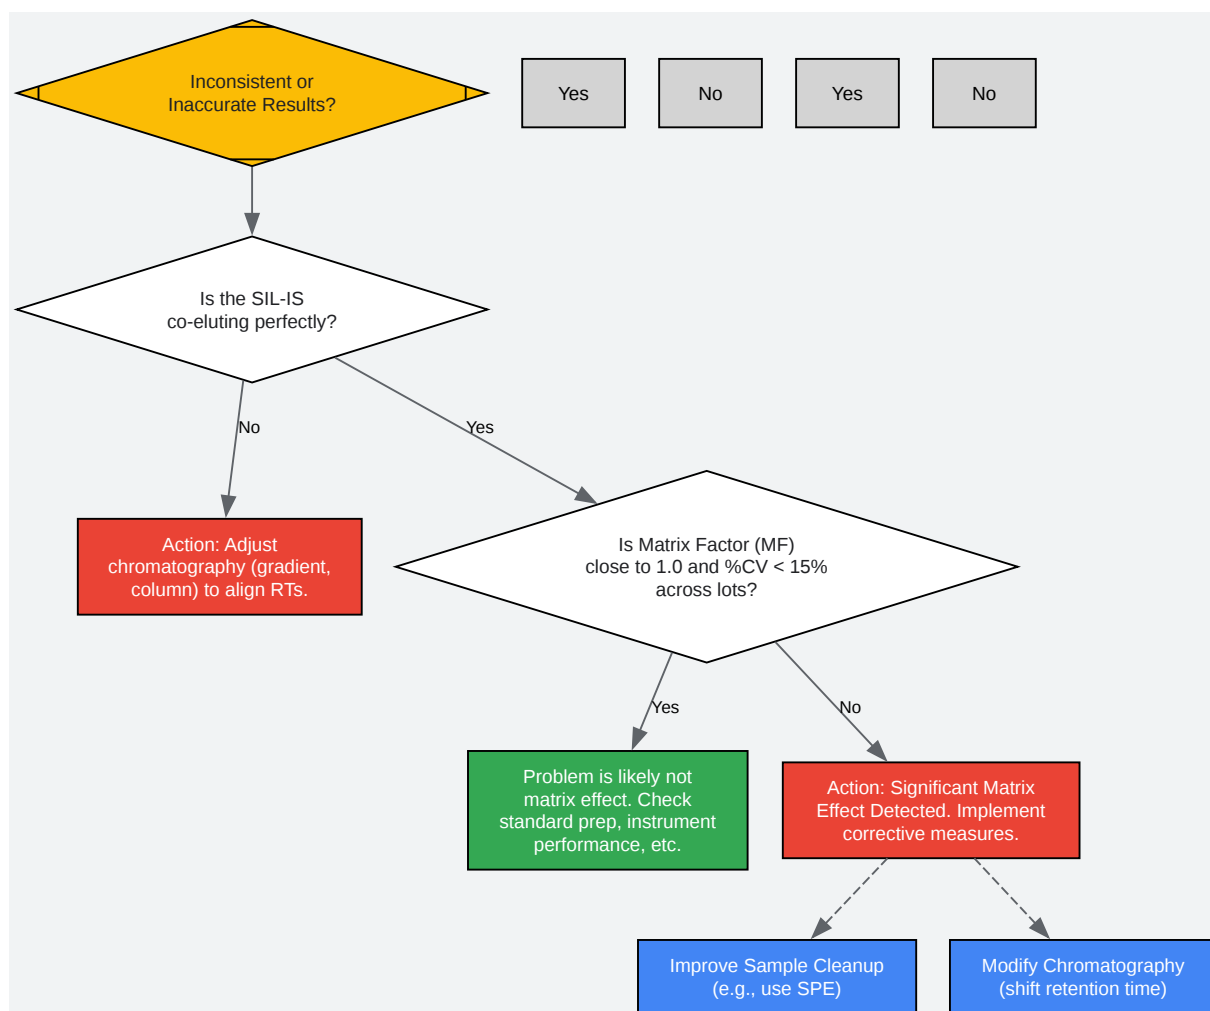 Inconsistent or
Inaccurate Results?
Yes
No
Yes
No
Is the SIL-IS
co-eluting perfectly?
No
Yes
Action: Adjust
chromatography (gradient,
column) to align RTs.
Is Matrix Factor (MF)
close to 1.0 and %CV < 15%
across lots?
Yes
No
Problem is likely not
matrix effect. Check
standard prep, instrument
performance, etc.
Action: Significant Matrix
Effect Detected. Implement
corrective measures.
Improve Sample Cleanup
(e.g., use SPE)
Modify Chromatography
(shift retention time)